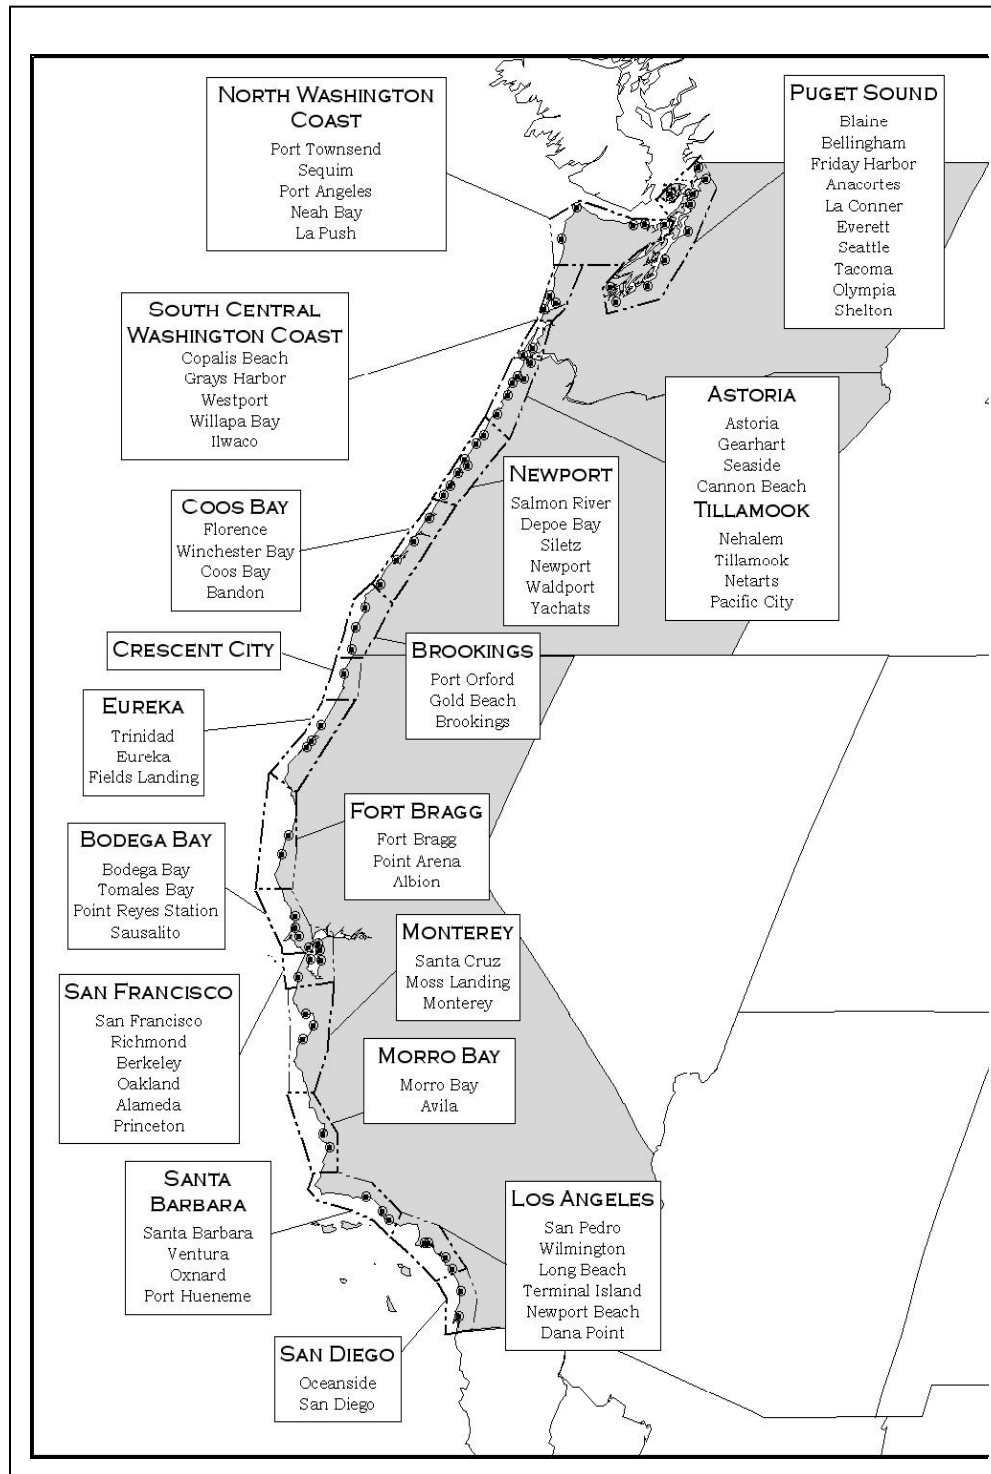 NORTH WASHINGTON
COAST
Port Townsend
Sequim
Port Angeles
Neah Bay
La Push
PUGET SOUND
Blaine
Bellingham
Friday Harbor
Anacortes
La Conner
Everett
Seattle
Tacoma
Olympia
Shelton
SOUTH CENTRAL
WASHINGTON COAST
Copalis Beach
Grays Harbor
Westport
Willapa Bay
Ilwaco
ASTORIA
Astoria
Gearhart
Seaside
Cannon Beach
TILLAMOOK
Nehalem
Tillamook
Netarts
Pacific City
NEWPORT
Salmon River
Depoe Bay
Siletz
Newport
Waldport
Yachats
COOS BAY
Florence
Winchester Bay
Coos Bay
Bandon
CRESCENT CITY
BROOKINGS
Port Orford
Gold Beach
Brookings
EUREKA
Trinidad
Eureka
Fields Landing
FORT BRAGG
Fort Bragg
Point Arena
Albion
BODEGA BAY
Bodega Bay
Tomales Bay
Point Reyes Station
Sausalito
MONTEREY
Santa Cruz
Moss Landing
Monterey
SAN FRANCISCO
San Francisco
Richmond
Berkeley
Oakland
Alameda
Princeton
MORRO BAY
Morro Bay
Avila
SANTA
BARBARA
Santa Barbara
Ventura
Oxnard
Port Hueneme
LOS ANGELES
San Pedro
Wilmington
Long Beach
Terminal Island
Newport Beach
Dana Point
SAN DIEGO
Oceanside
San Diego